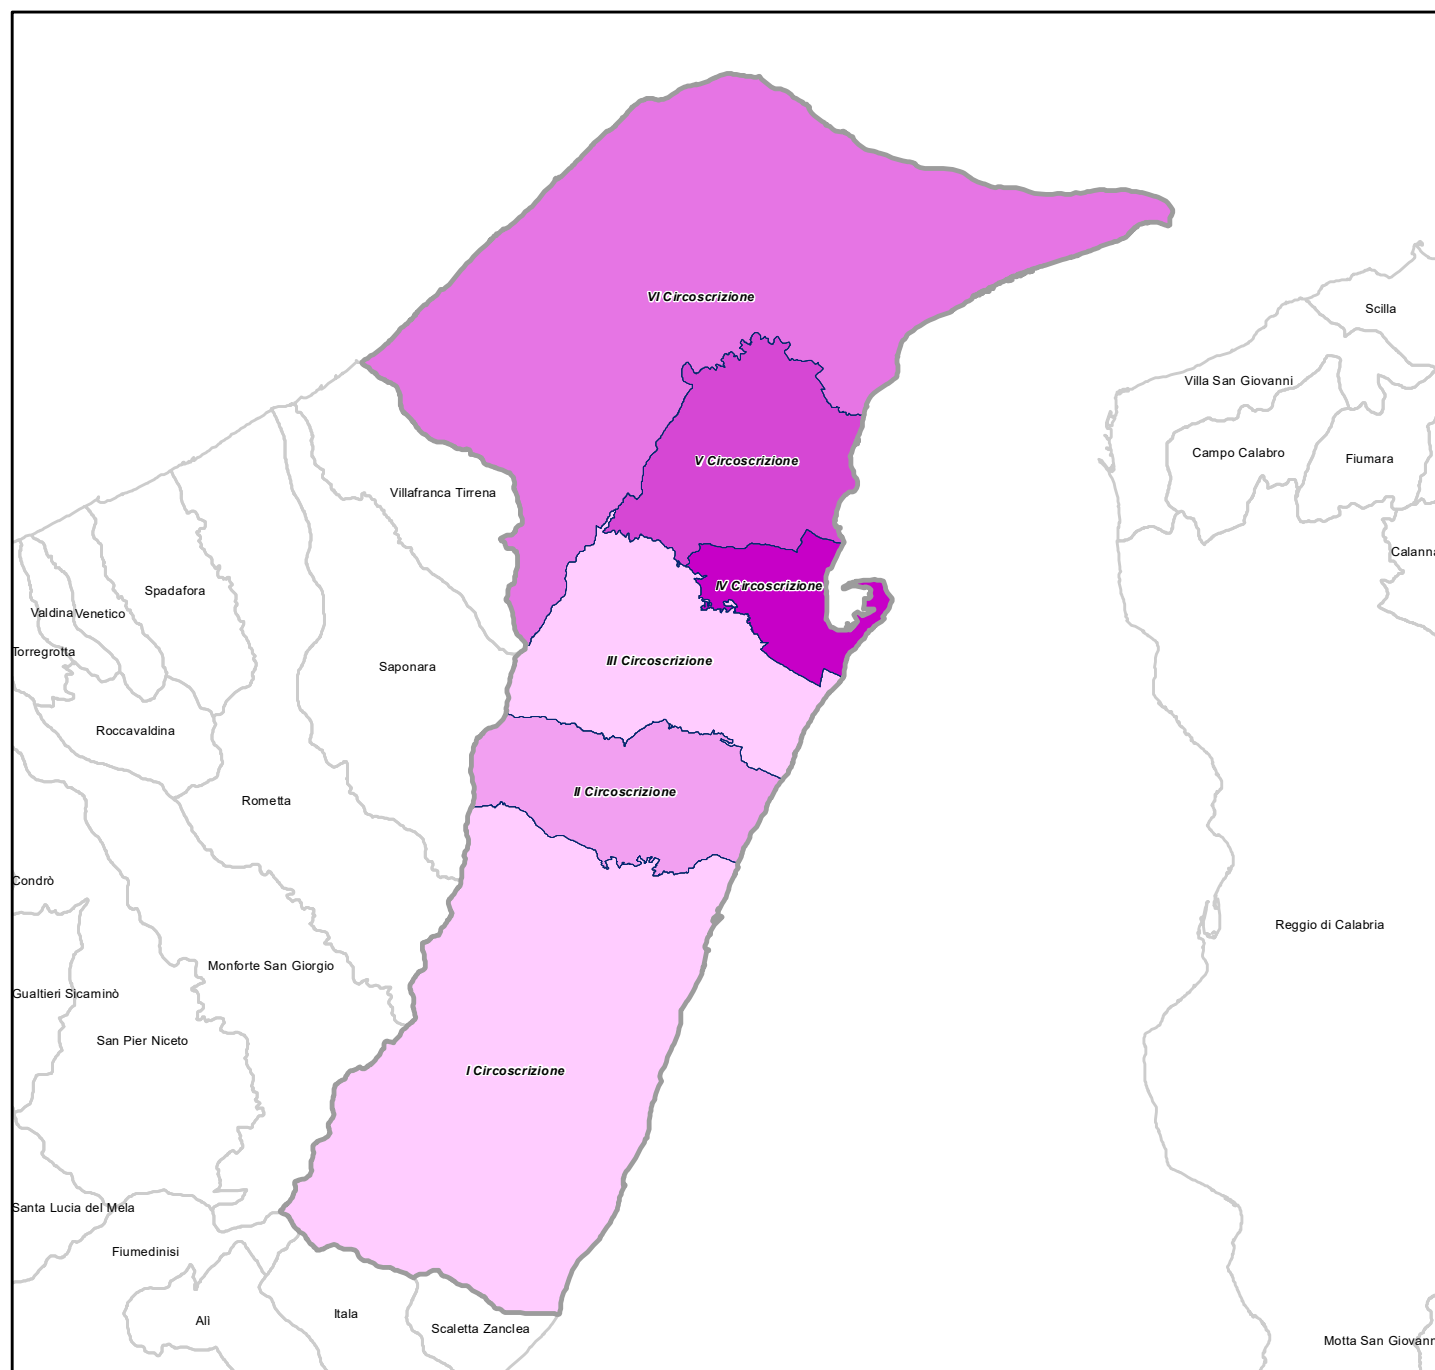 VI Circoscrizione
Scilla
Villa San Giovanni
Campo Calabro
Fiumara
V Circoscrizione
Villafranca Tirrena
Calanna
IV Circoscrizione
Spadafora
Valdina
Venetico
Torregrotta
III Circoscrizione
Saponara
Roccavaldina
II Circoscrizione
Rometta
Condrò
Reggio di Calabria
Monforte San Giorgio
Gualtieri Sicaminò
San Pier Niceto
I Circoscrizione
Santa Lucia del Mela
Fiumedinisi
Itala
Alì
Scaletta Zanclea
Motta San Giovann